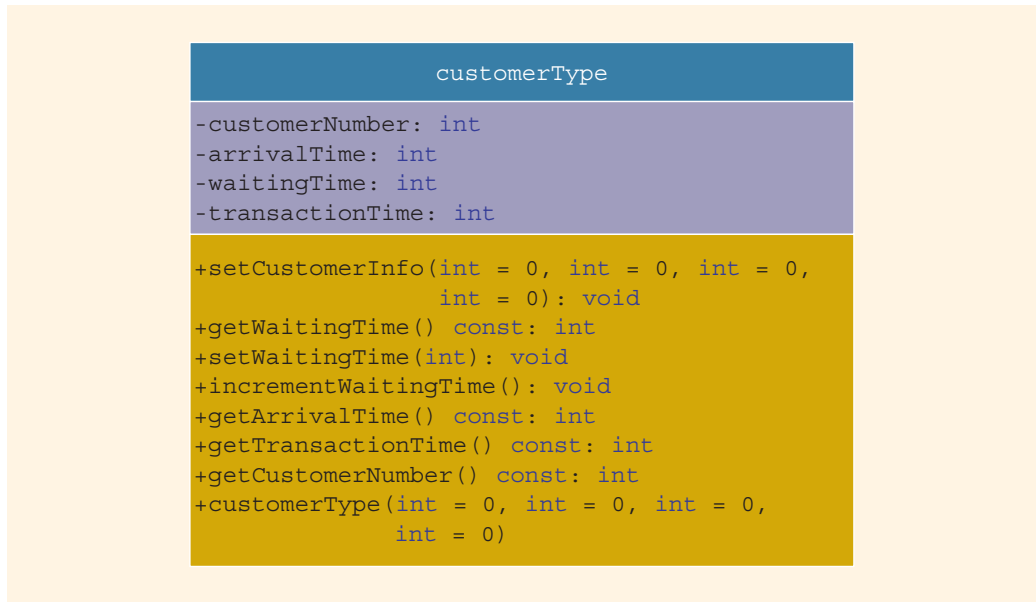 customerType
-customerNumber: int
-arrivalTime: int
-waitingTime: int
-transactionTime: int
+setCustomerInfo(int = 0, int = 0, int = 0,
int = 0): void
+getWaitingTime() const: int
+setWaitingTime(int): void
+incrementWaitingTime(): void
+getArrivalTime() const: int
+getTransactionTime() const: int
+getCustomerNumber() const: int
+customerType(int = 0, int = 0, int = 0,
int = 0)